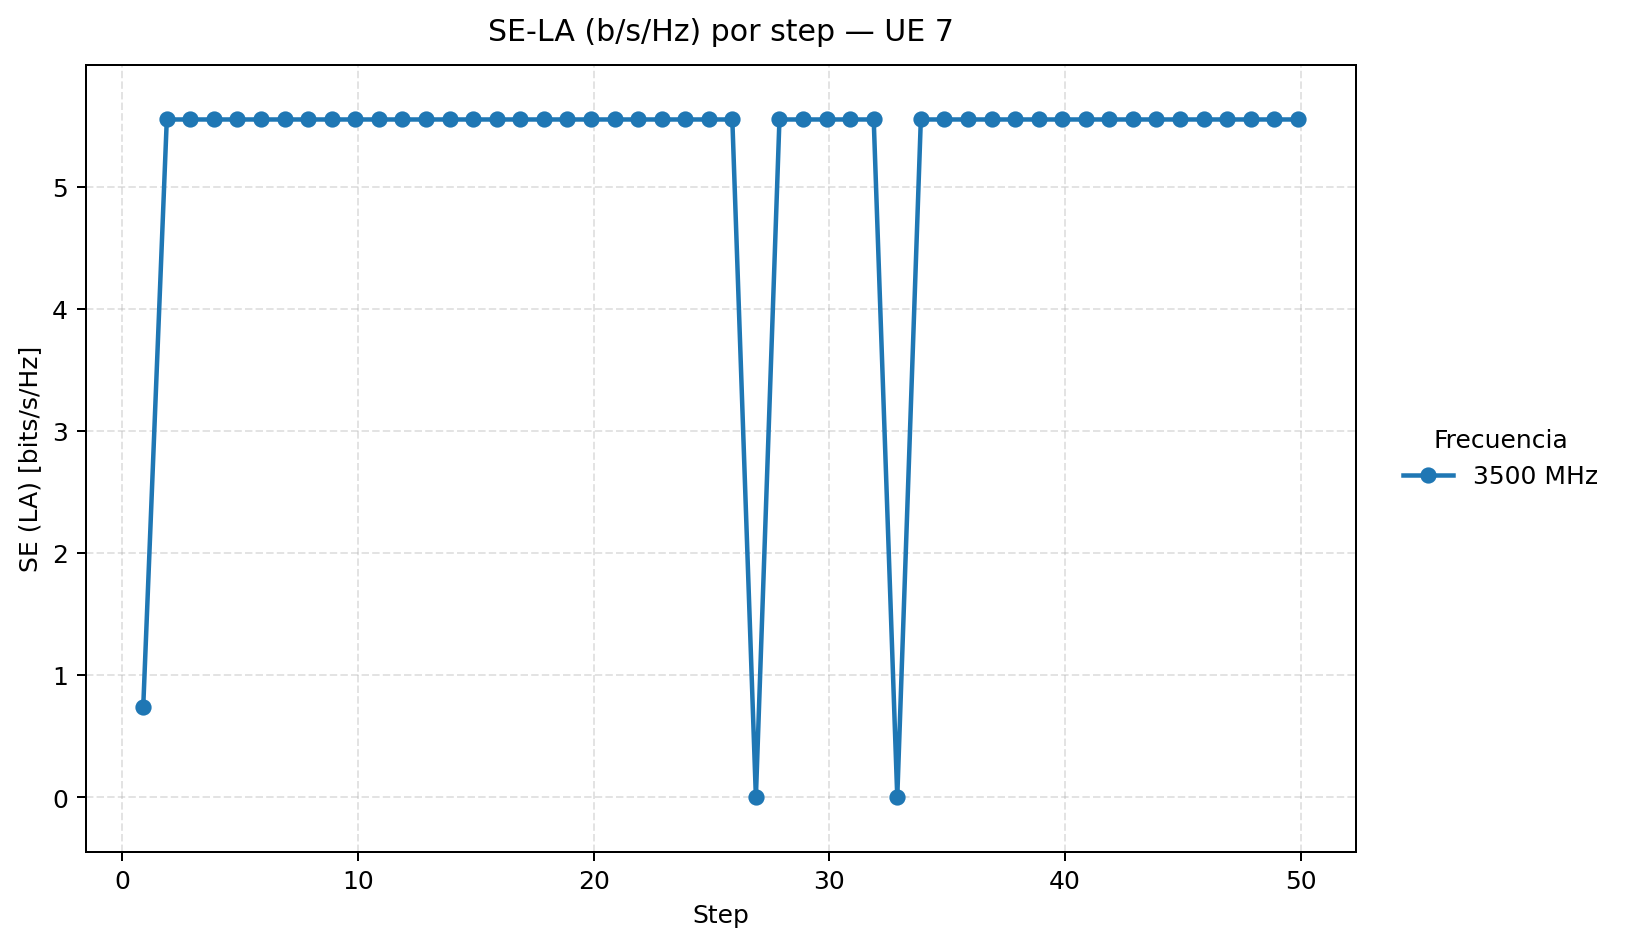 SE-LA (b/s/Hz) por step — UE 7
SE (LA) [bits/s/Hz]
5
4
3
2
1
0
0 10 20 30 40 50
Step
Frecuencia
3500 MHz